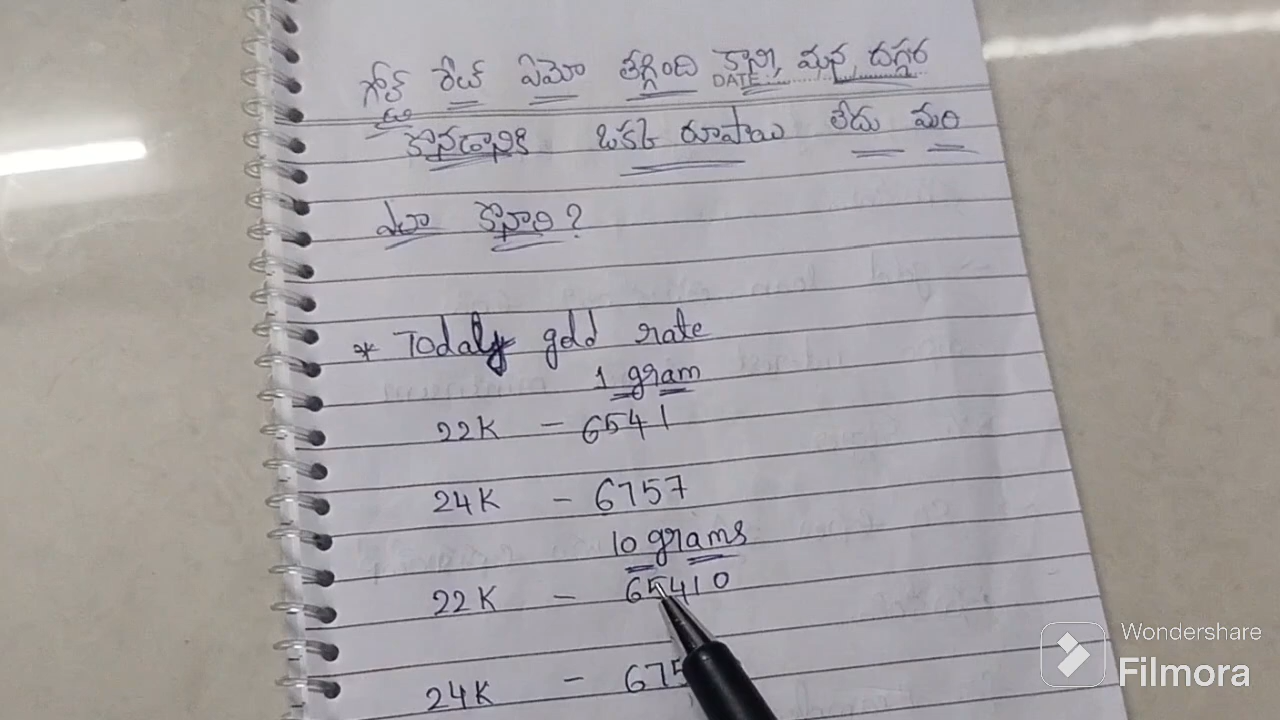 గోల్డ్ రేట్ ఏమో తగ్గింది కానీ, మన దగ్గర
DATE:
కొనడానికి ఒకటే రూపాయి లేదు మరి
ఎలా కొనాలి?
* Today gold rate
1 gram
22K - 6541
24K - 6757
10 grams
22K - 65410
24K - 675
Wondershare
Filmora